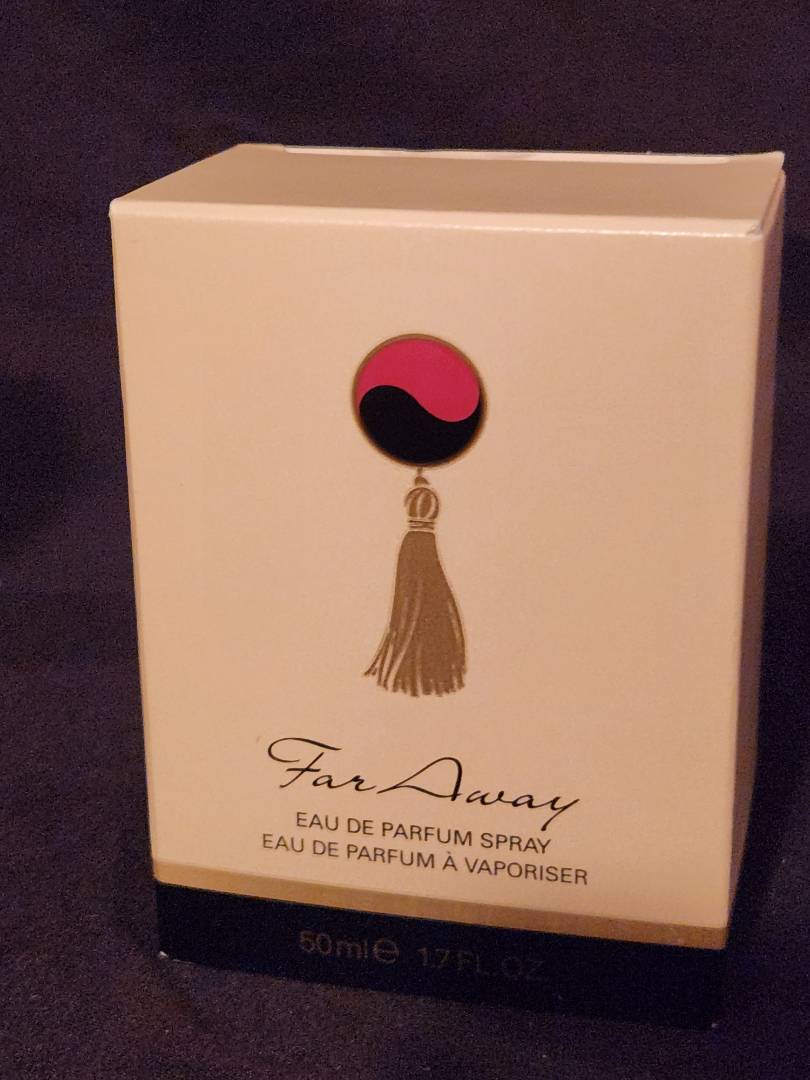 Far Away
EAU DE PARFUM SPRAY
EAU DE PARFUM À VAPORISER
50ml℮ 1.7 FL.OZ